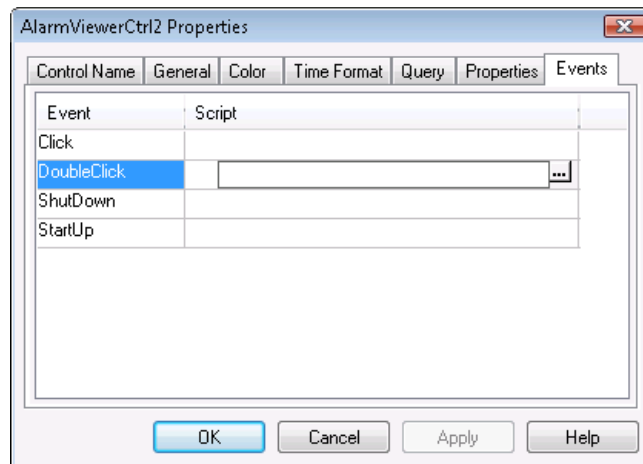 AlarmViewerCtrl2 Properties
Control Name General Color Time Format Query Properties Events
Event Script
Click
DoubleClick ...
ShutDown
StartUp
OK Cancel Apply Help